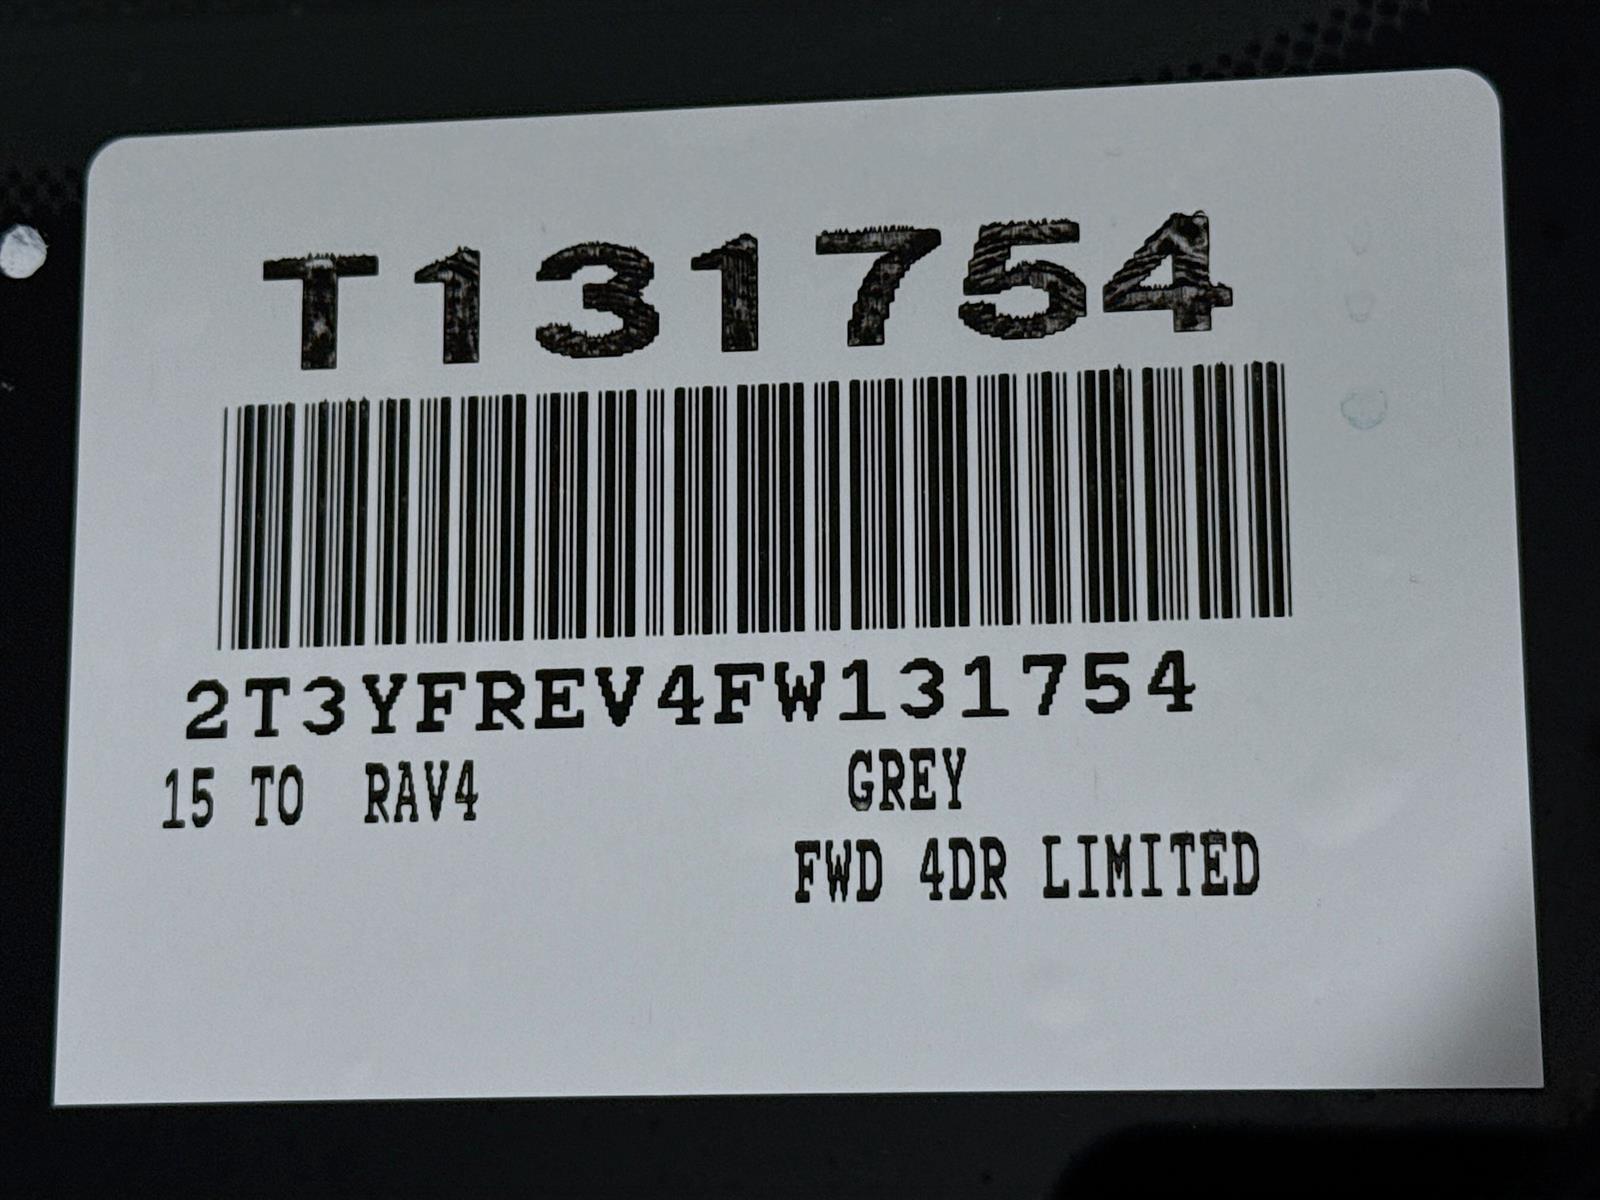 T131754
2T3YFREV4FW131754
15 TO RAV4 GREY
FWD 4DR LIMITED